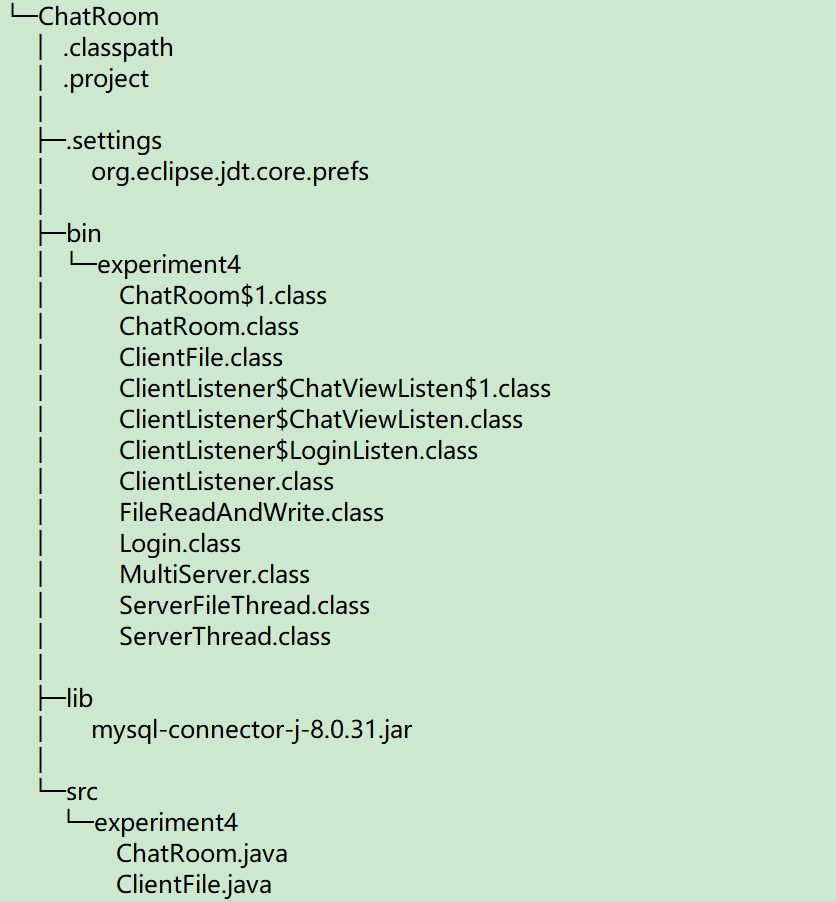 └─ChatRoom
│ .classpath
│ .project
│
├─.settings
│ org.eclipse.jdt.core.prefs
│
├─bin
│ └─experiment4
│ ChatRoom$1.class
│ ChatRoom.class
│ ClientFile.class
│ ClientListener$ChatViewListen$1.class
│ ClientListener$ChatViewListen.class
│ ClientListener$LoginListen.class
│ ClientListener.class
│ FileReadAndWrite.class
│ Login.class
│ MultiServer.class
│ ServerFileThread.class
│ ServerThread.class
│
├─lib
│ mysql-connector-j-8.0.31.jar
│
└─src
└─experiment4
ChatRoom.java
ClientFile.java